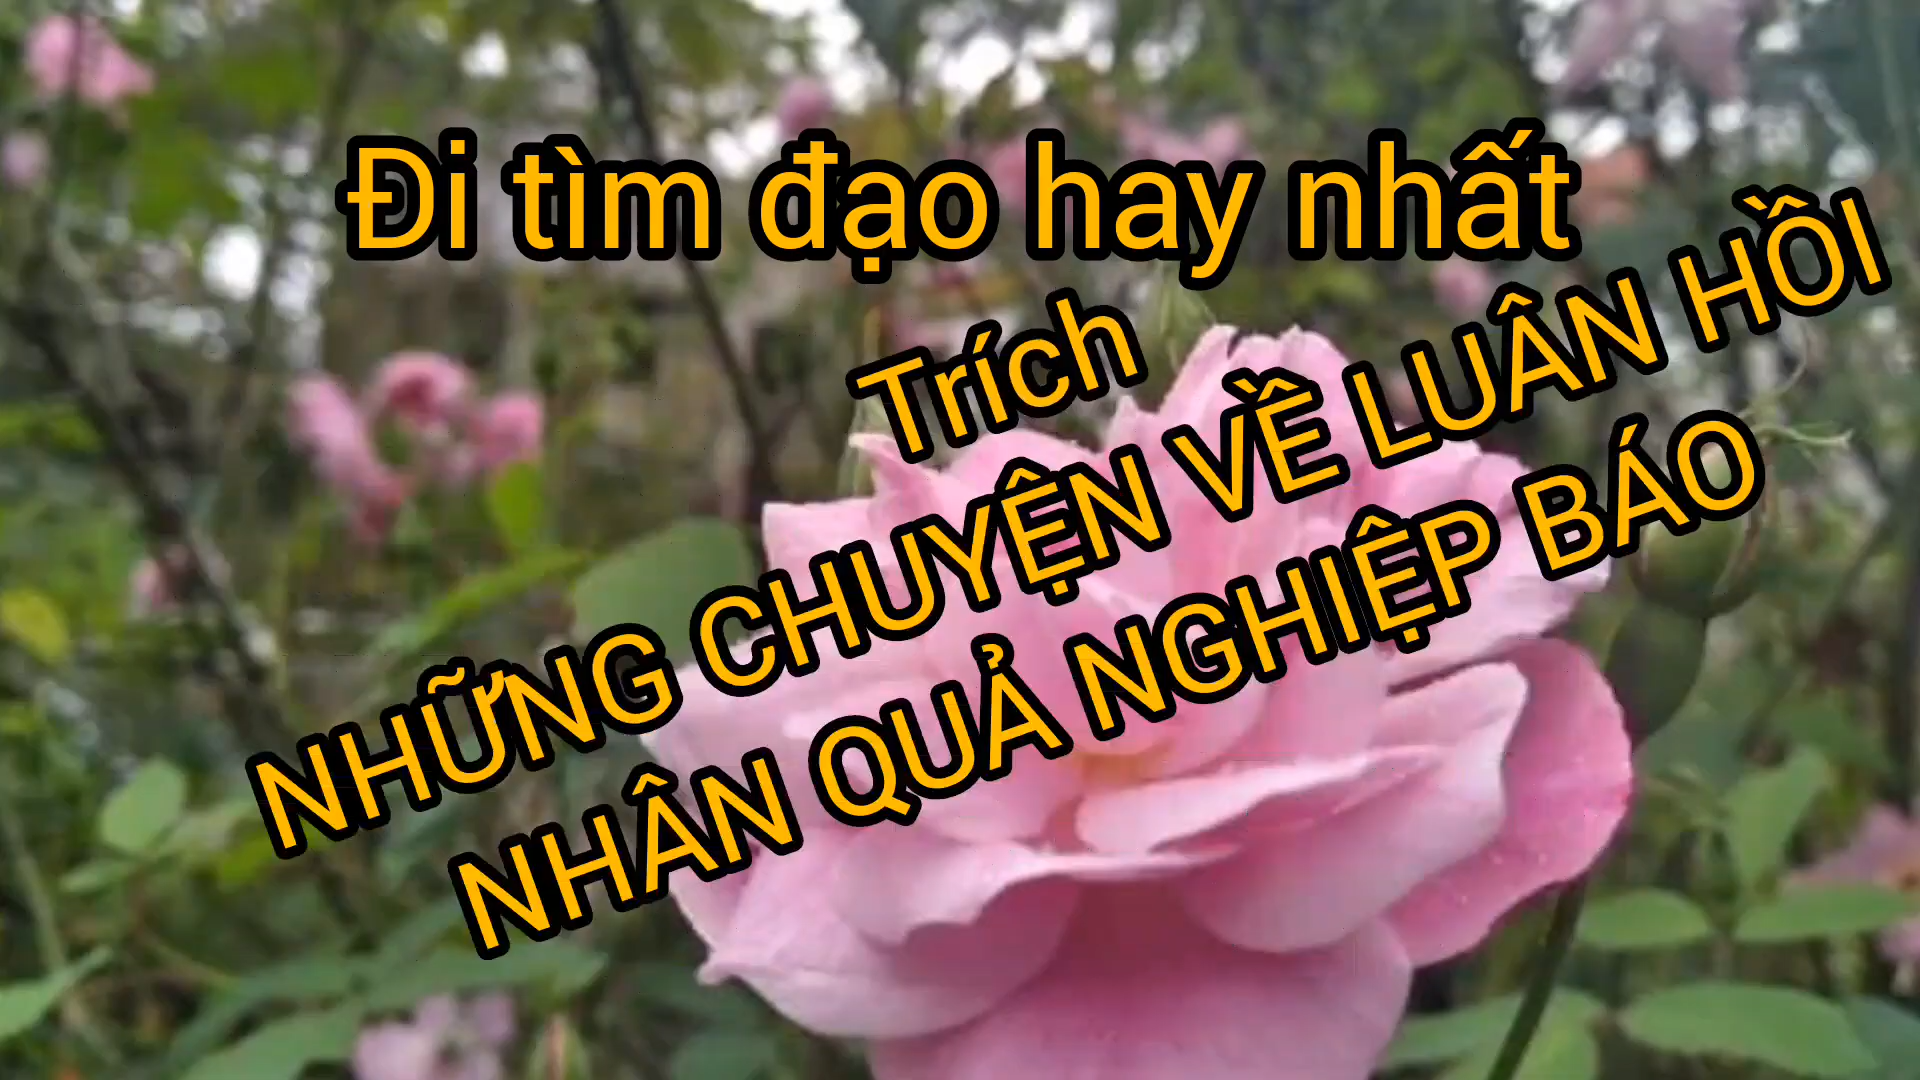 Đi tìm đạo hay nhất
Trích
NHỮNG CHUYỆN VỀ LUÂN HỒI
NHÂN QUẢ NGHIỆP BÁO